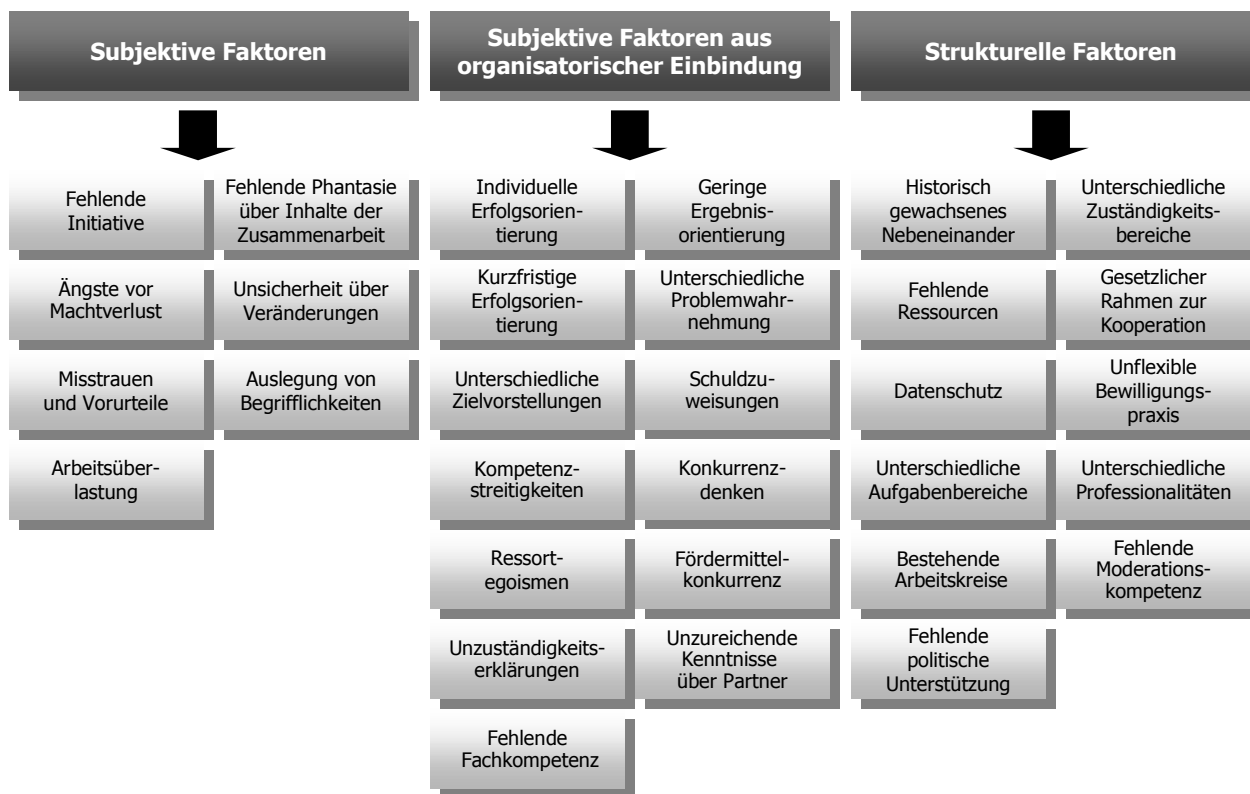 Subjektive Faktoren
Fehlende
Initiative
Fehlende Phantasie
über Inhalte der
Zusammenarbeit
Ängste vor
Machtverlust
Unsicherheit über
Veränderungen
Misstrauen
und Vorurteile
Auslegung von
Begrifflichkeiten
Arbeitsüber-
lastung
Subjektive Faktoren aus
organisatorischer Einbindung
Individuelle
Erfolgsorien-
tierung
Geringe
Ergebnis-
orientierung
Kurzfristige
Erfolgsorien-
tierung
Unterschiedliche
Problemwahr-
nehmung
Unterschiedliche
Zielvorstellungen
Schuldzu-
weisungen
Kompetenz-
streitigkeiten
Konkurrenz-
denken
Ressort-
egoismen
Fördermittel-
konkurrenz
Unzuständigkeits-
erklärungen
Unzureichende
Kenntnisse
über Partner
Fehlende
Fachkompetenz
Strukturelle Faktoren
Historisch
gewachsenes
Nebeneinander
Unterschiedliche
Zuständigkeits-
bereiche
Fehlende
Ressourcen
Gesetzlicher
Rahmen zur
Kooperation
Datenschutz
Unflexible
Bewilligungs-
praxis
Unterschiedliche
Aufgabenbereiche
Unterschiedliche
Professionalitäten
Bestehende
Arbeitskreise
Fehlende
Moderations-
kompetenz
Fehlende
politische
Unterstützung